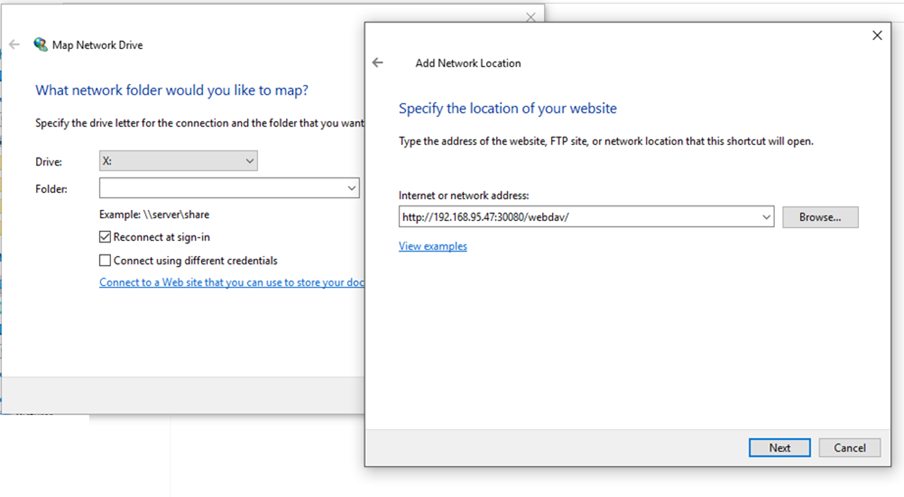 Map Network Drive
What network folder would you like to map?
Specify the drive letter for the connection and the folder that you want
Drive: X:
Folder:
Example: \\server\share
Reconnect at sign-in
Connect using different credentials
Connect to a Web site that you can use to store your doc
Add Network Location
Specify the location of your website
Type the address of the website, FTP site, or network location that this shortcut will open.
Internet or network address:
http://192.168.95.47:30080/webdav/ Browse...
View examples
Next Cancel